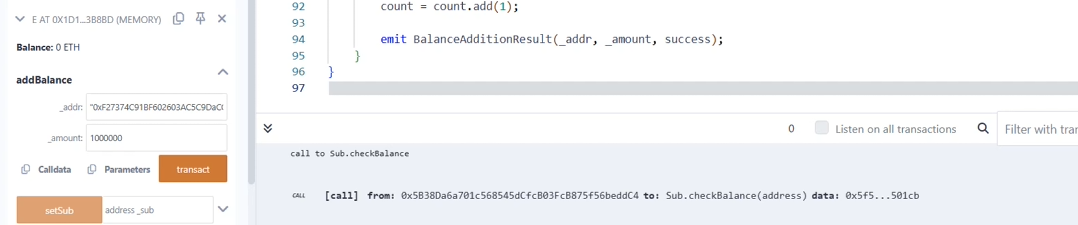 E AT 0X1D1...3B8BD (MEMORY)
Balance: 0 ETH
addBalance
_addr: "0xF27374C91BF602603AC5C9DaC
_amount: 1000000
Calldata Parameters transact
setSub address _sub
92 count = count.add(1);
93
94 emit BalanceAdditionResult(_addr, _amount, success);
95 }
96 }
97
0 Listen on all transactions Filter with tran
call to Sub.checkBalance
CALL [call] from: 0x5B38Da6a701c568545dCfcB03FcB875f56beddC4 to: Sub.checkBalance(address) data: 0x5f5...501cb